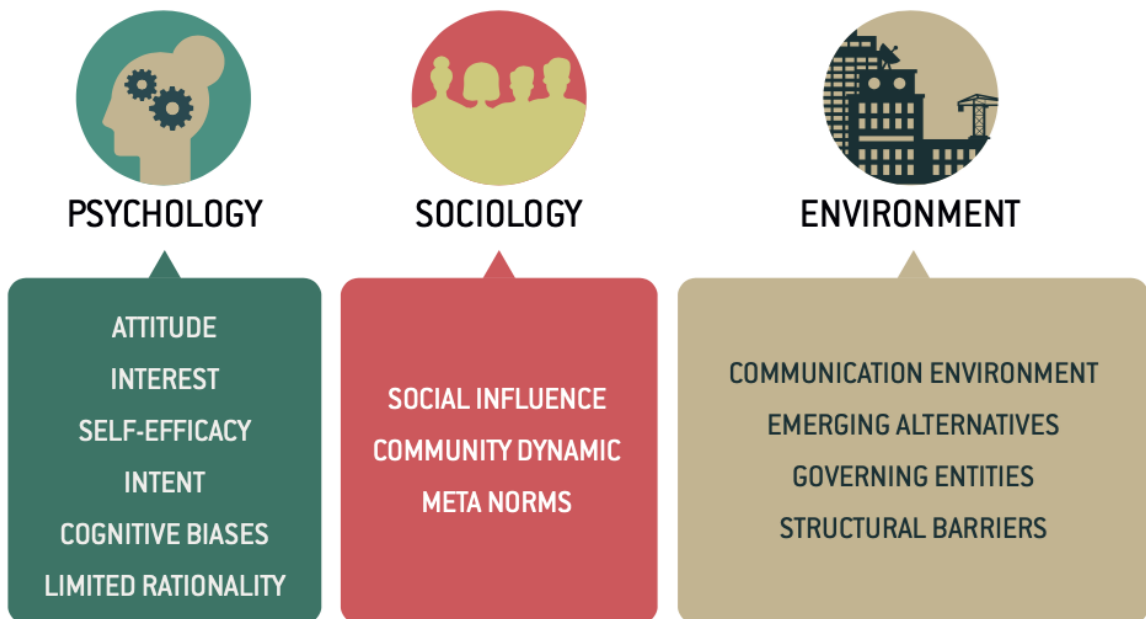 PSYCHOLOGY
ATTITUDE
INTEREST
SELF-EFFICACY
INTENT
COGNITIVE BIASES
LIMITED RATIONALITY
SOCIOLOGY
SOCIAL INFLUENCE
COMMUNITY DYNAMIC
META NORMS
ENVIRONMENT
COMMUNICATION ENVIRONMENT
EMERGING ALTERNATIVES
GOVERNING ENTITIES
STRUCTURAL BARRIERS